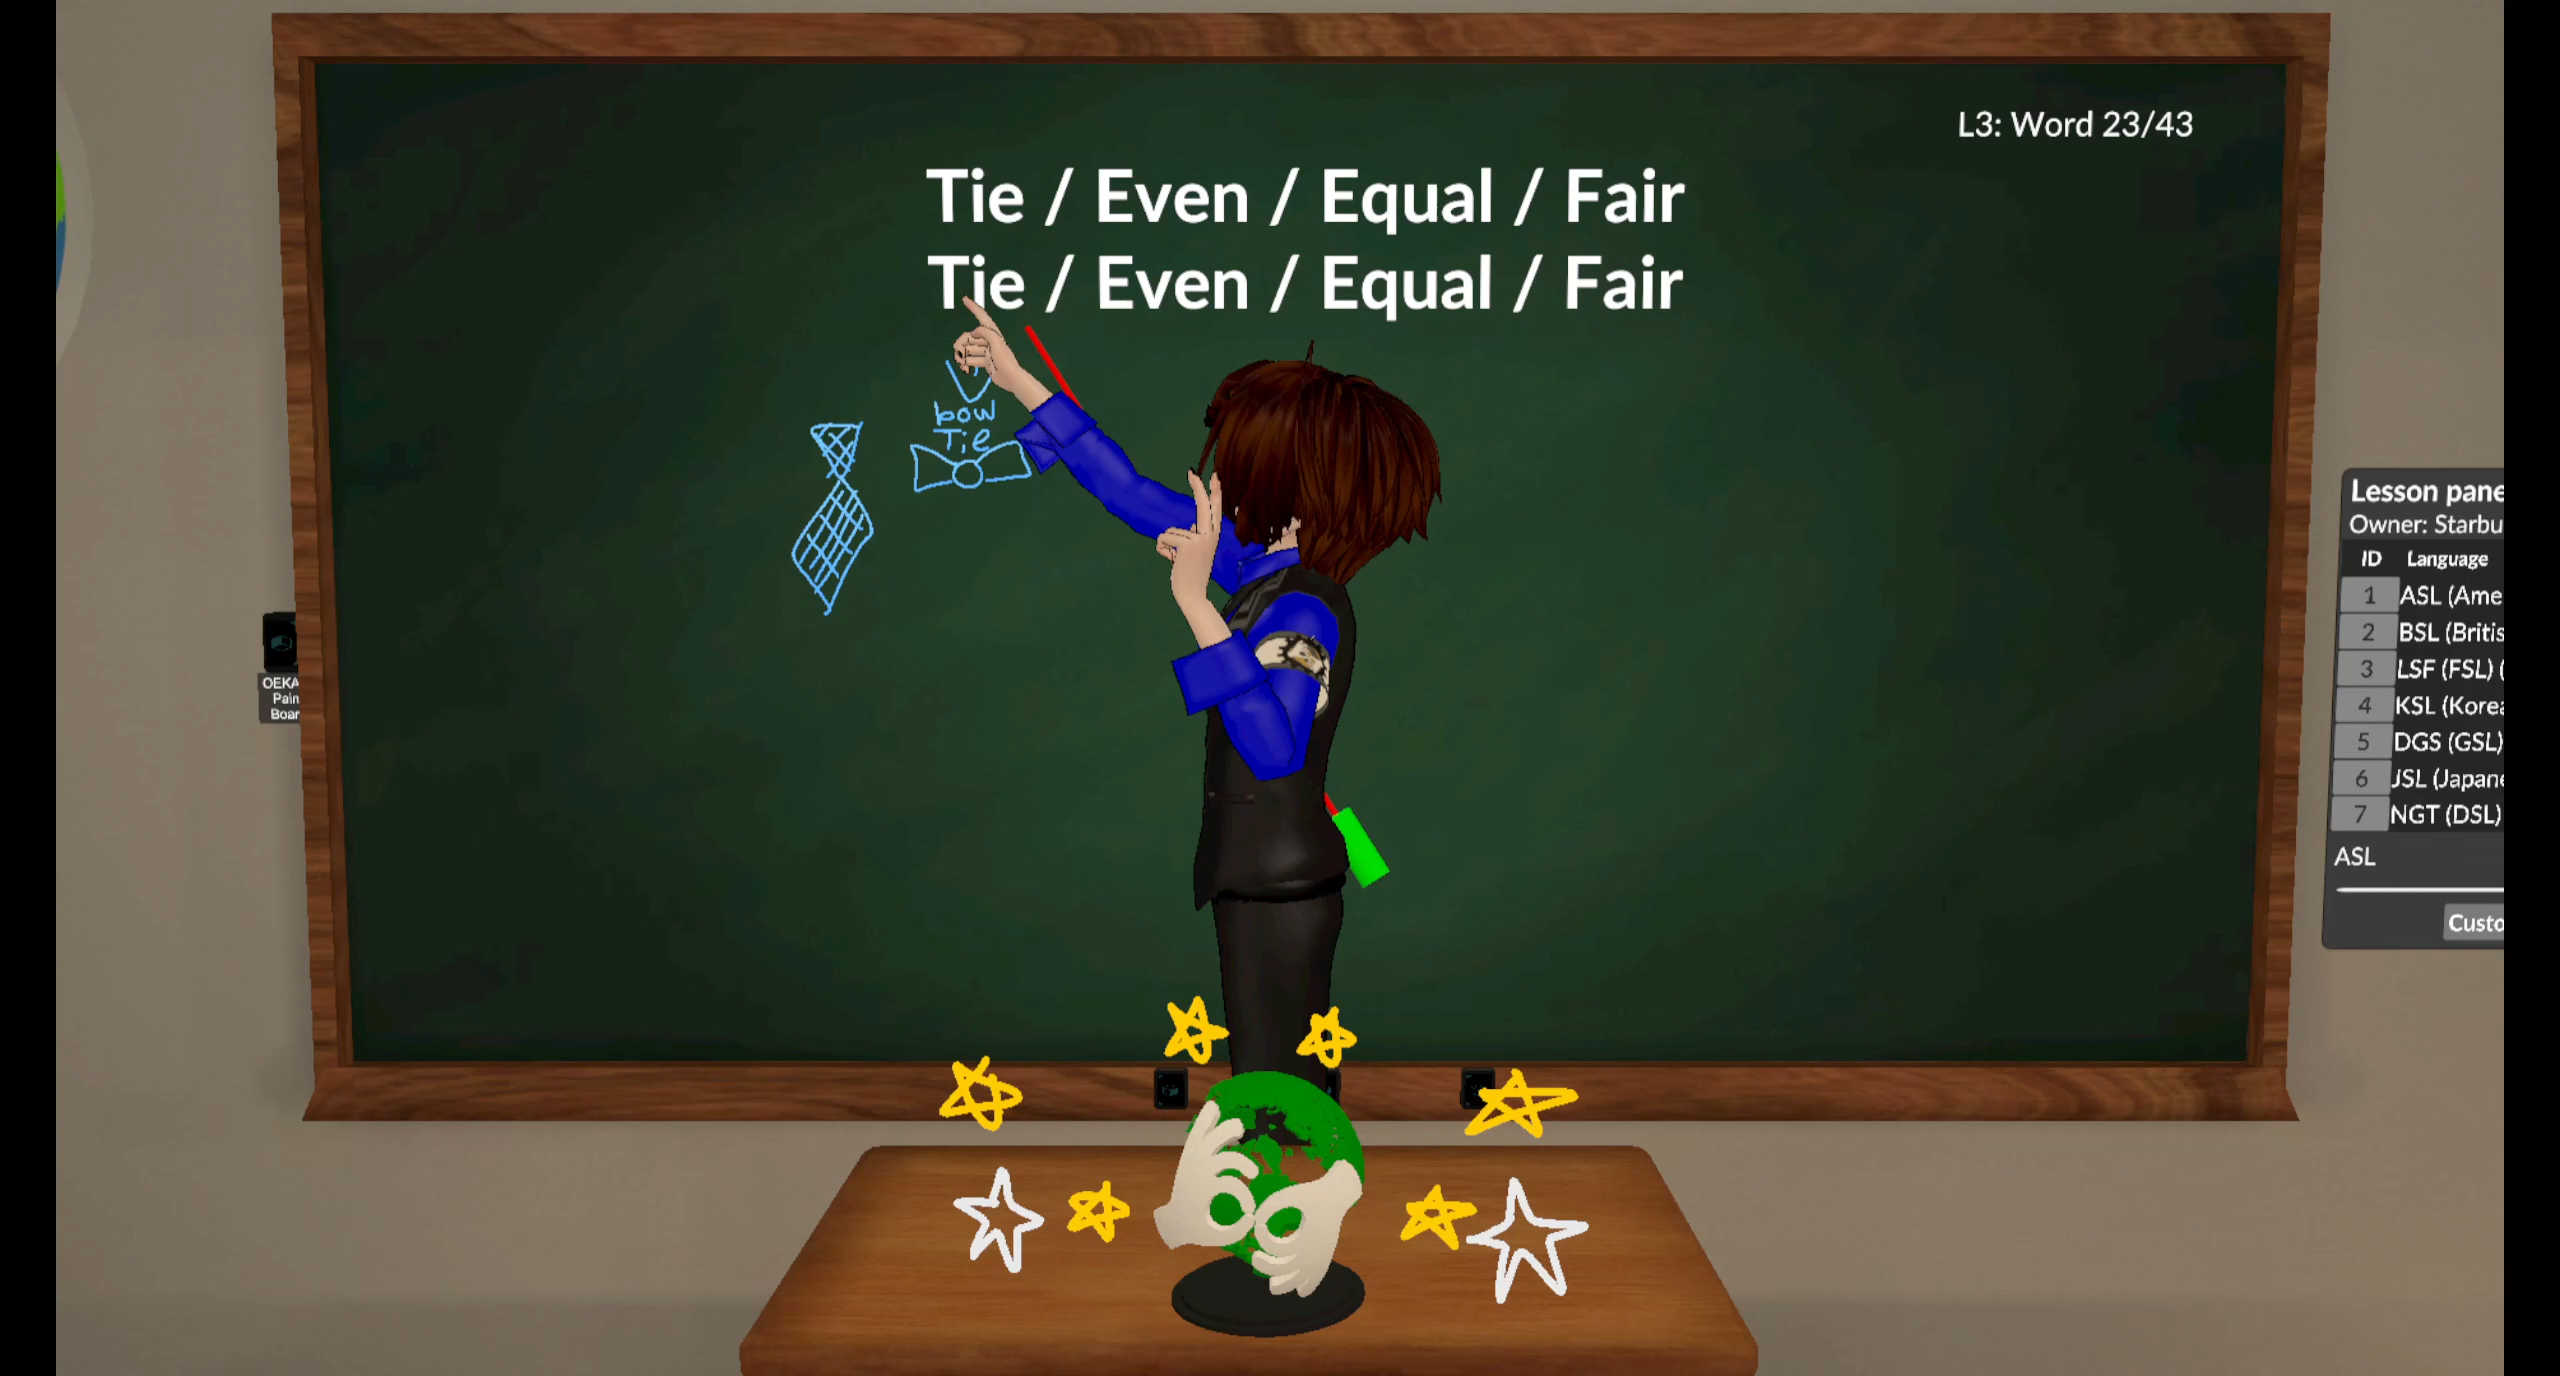 L3: Word 23/43
Tie / Even / Equal / Fair
Tie / Even / Equal / Fair
bow
Tie
OEKA
Pain
Boar
Lesson pane
Owner: Starbu
ID Language
1 ASL (Ame
2 BSL (Britis
3 LSF (FSL) (
4 KSL (Korea
5 DGS (GSL)
6 JSL (Japane
7 NGT (DSL)
ASL
Custo